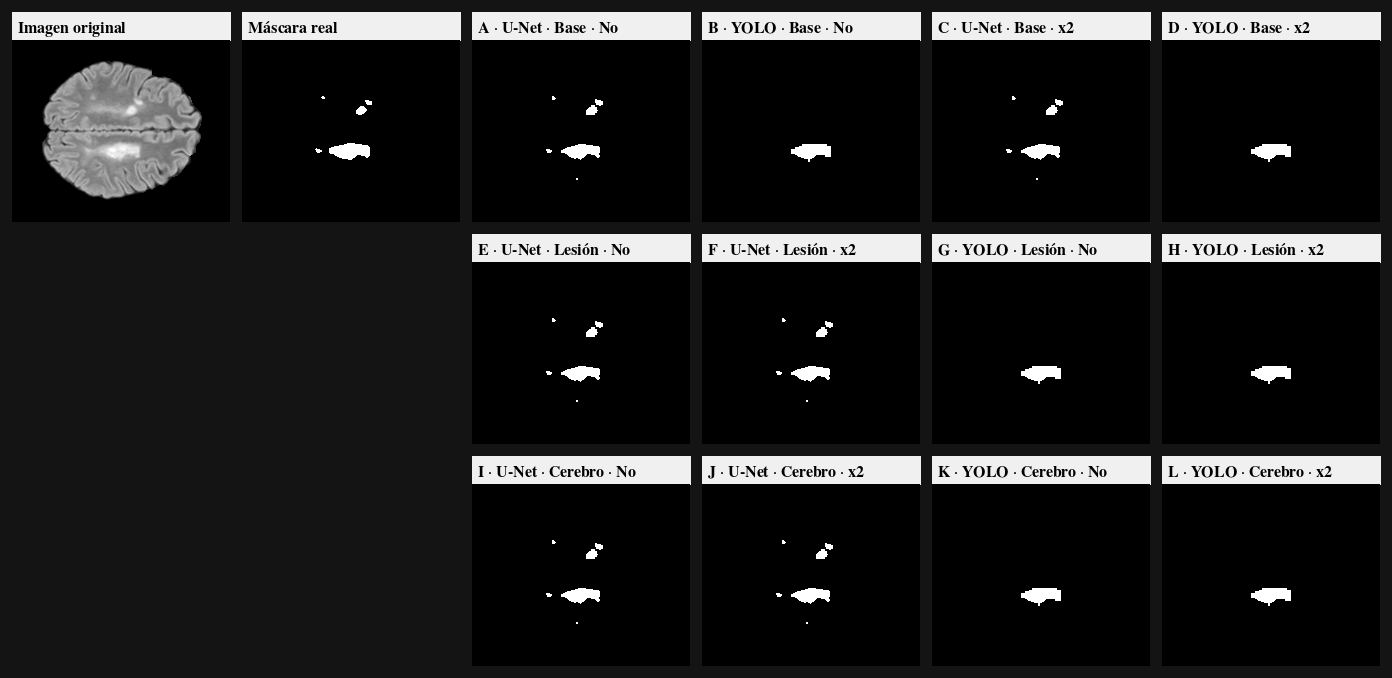 Imagen original
Máscara real
A · U-Net · Base · No
B · YOLO · Base · No
C · U-Net · Base · x2
D · YOLO · Base · x2
E · U-Net · Lesión · No
F · U-Net · Lesión · x2
G · YOLO · Lesión · No
H · YOLO · Lesión · x2
I · U-Net · Cerebro · No
J · U-Net · Cerebro · x2
K · YOLO · Cerebro · No
L · YOLO · Cerebro · x2